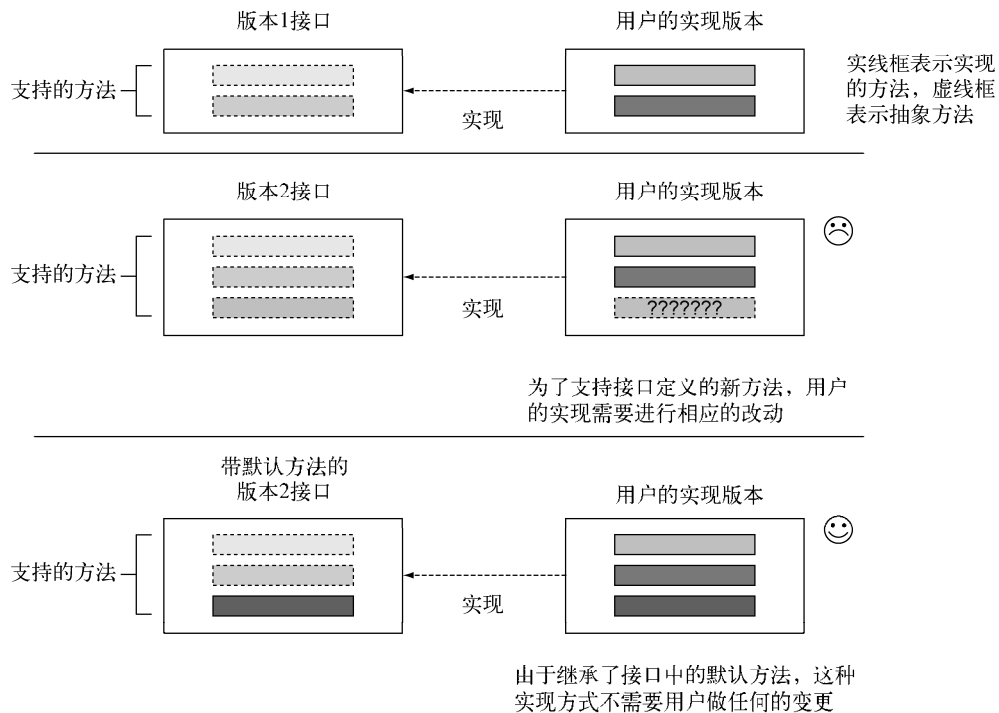 版本1接口
用户的实现版本
支持的方法
实现
实线框表示实现
的方法，虚线框
表示抽象方法
版本2接口
用户的实现版本
支持的方法
实现
???????
为了支持接口定义的新方法，用户
的实现需要进行相应的改动
带默认方法的
版本2接口
用户的实现版本
支持的方法
实现
由于继承了接口中的默认方法，这种
实现方式不需要用户做任何的变更